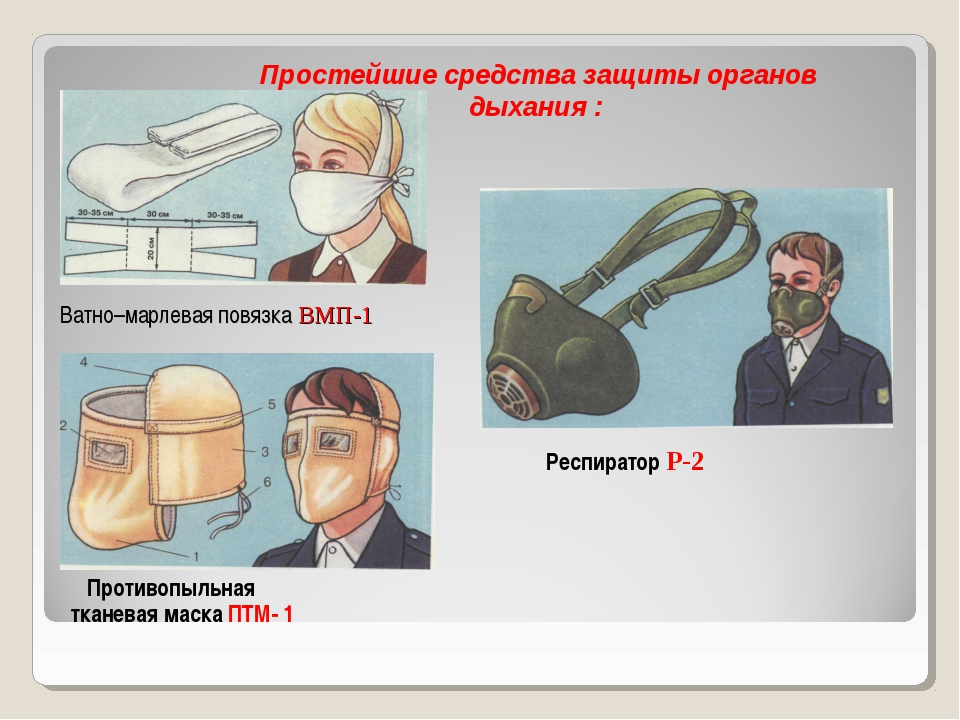 Простейшие средства защиты органов
дыхания :
30-35 см 30 см 30-35 см
20 см
Ватно–марлевая повязка ВМП-1
4
5
2
3
6
1
Противопыльная
тканевая маска ПТМ- 1
Респиратор Р-2